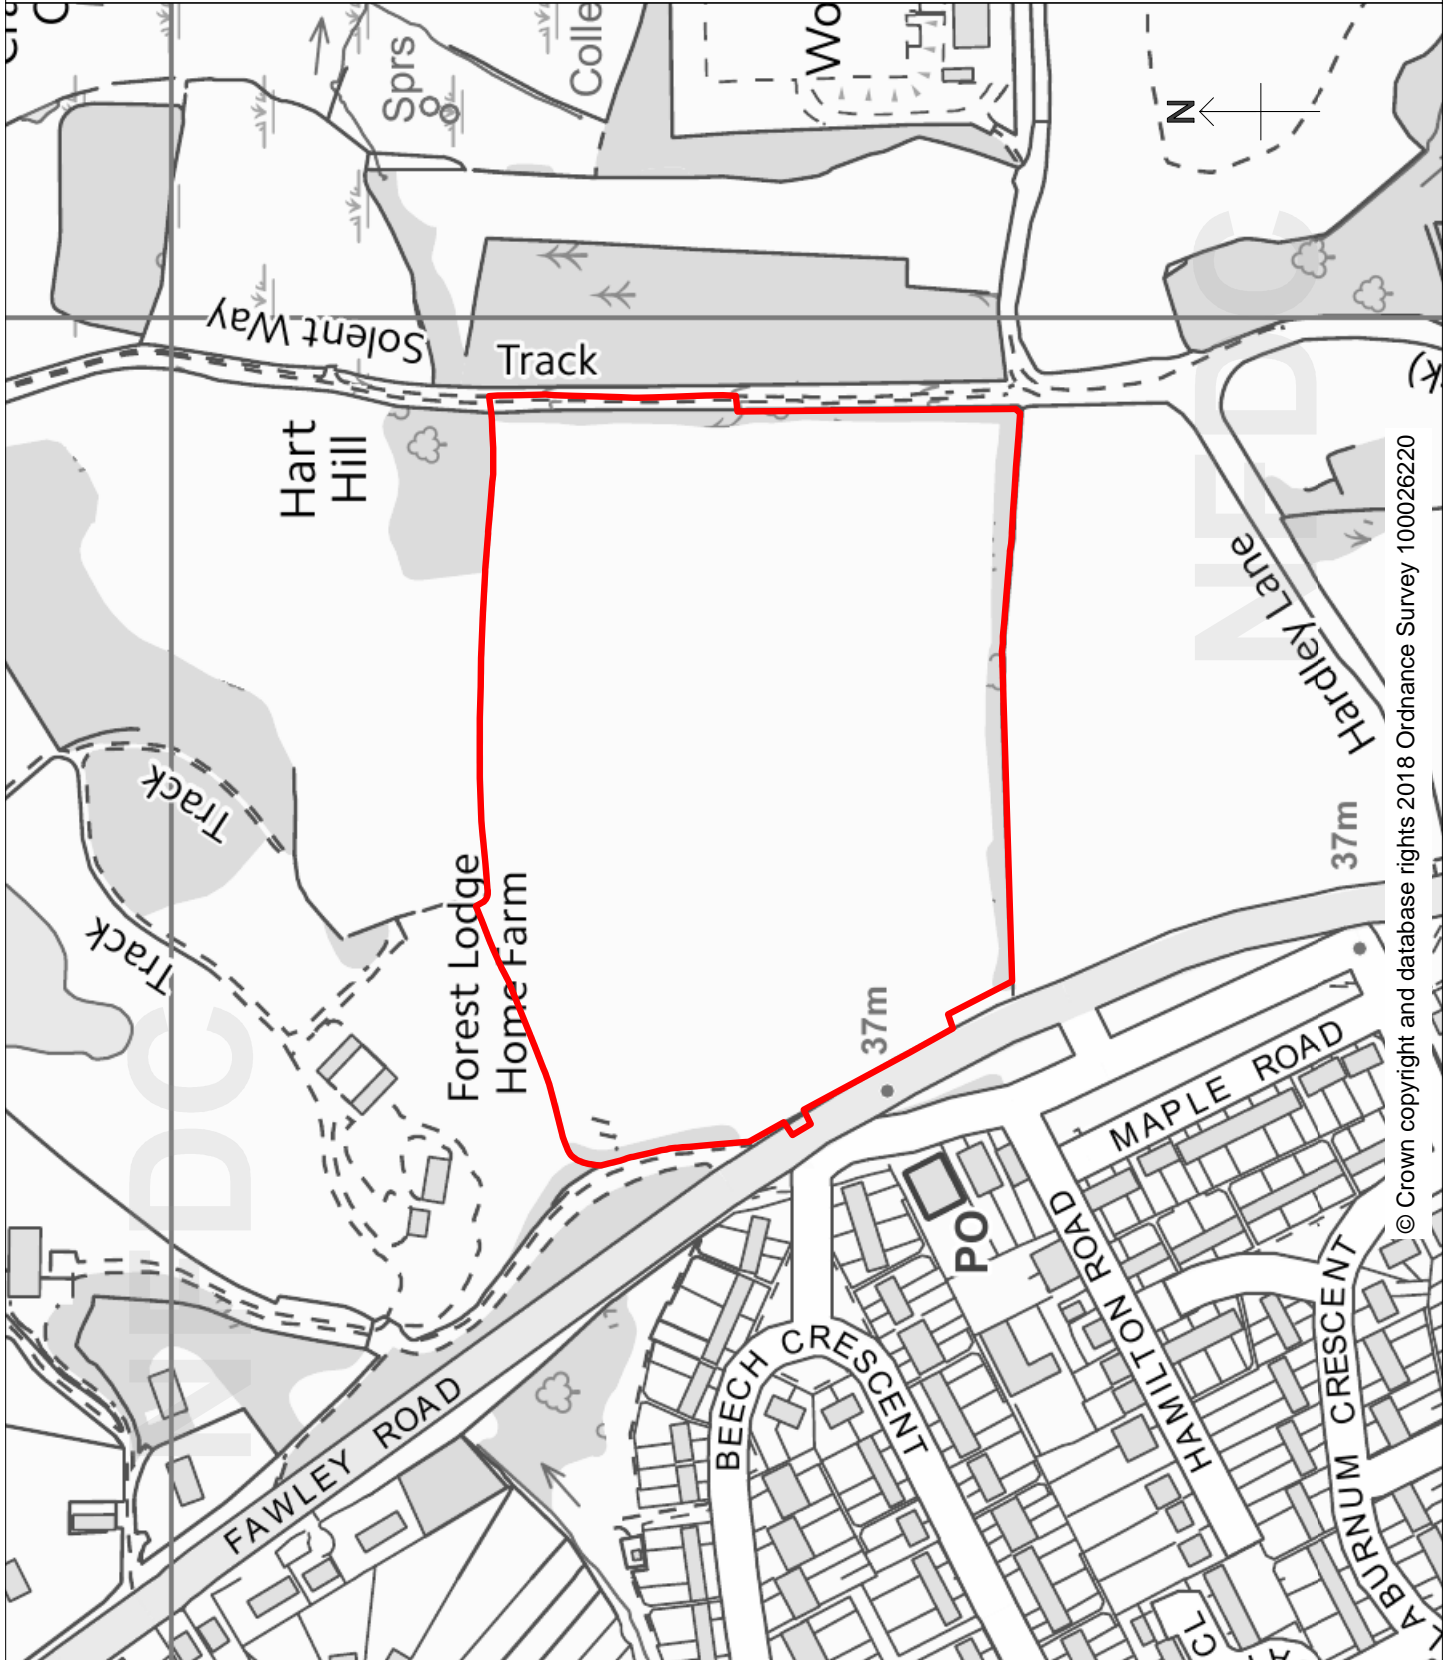 Sprs
Colle
Wo
N
Solent Way
Track
Hart
Hill
NFDC
Track
Track
Hardley Lane
© Crown copyright and database rights 2018 Ordnance Survey 100026220
Forest Lodge
Home Farm
37m
37m
NFDC
MAPLE ROAD
PO
FAWLEY ROAD
BEECH CRESCENT
HAMILTON ROAD
LABURNUM CRESCENT
CL